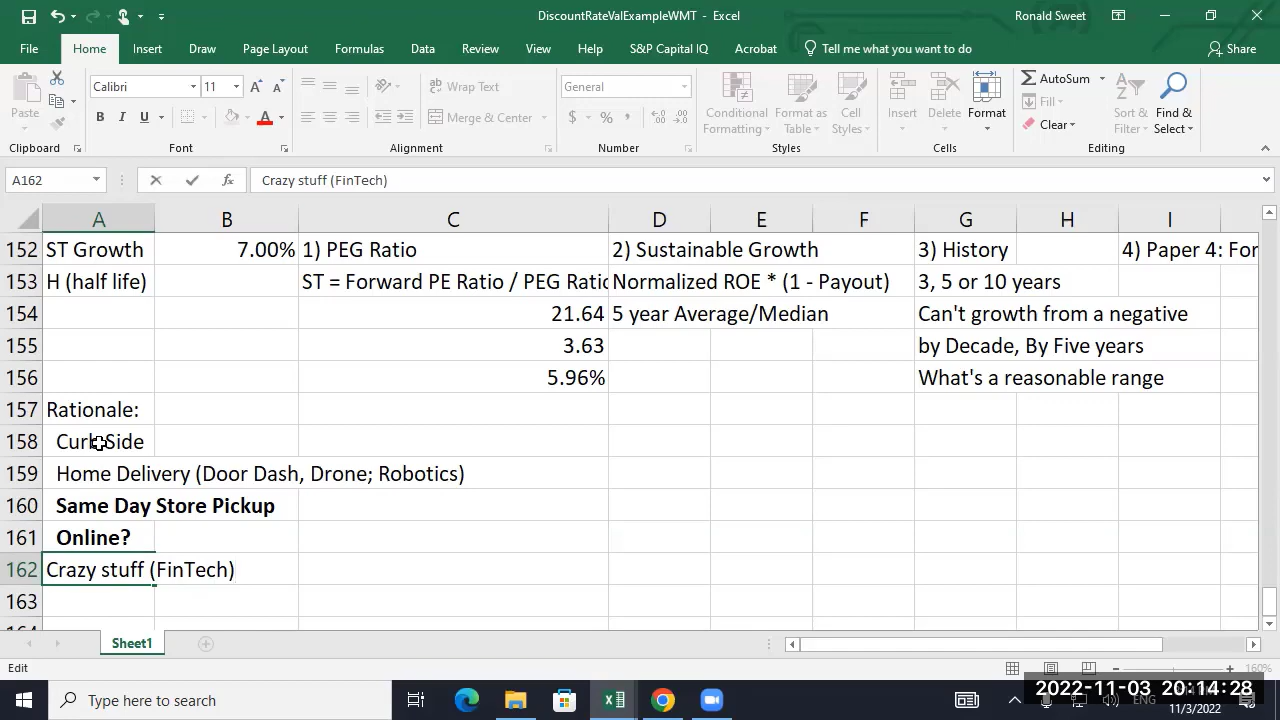 DiscountRateValExampleWMT - Excel
Ronald Sweet
File Home Insert Draw Page Layout Formulas Data Review View Help S&P Capital IQ Acrobat Tell me what you want to do Share
Paste
Clipboard
Calibri 11
B I U
Font
Wrap Text
Merge & Center
Alignment
General
$ % ,
Number
Conditional Formatting
Format as Table
Cell Styles
Styles
Insert Delete Format
Cells
AutoSum
Fill
Clear
Sort & Filter
Find & Select
Editing
A162 fx Crazy stuff (FinTech)
A B C D E F G H I
152 ST Growth 7.00% 1) PEG Ratio 2) Sustainable Growth 3) History 4) Paper 4: For
153 H (half life) ST = Forward PE Ratio / PEG Ratio Normalized ROE * (1 - Payout) 3, 5 or 10 years
154 21.64 5 year Average/Median Can't growth from a negative
155 3.63 by Decade, By Five years
156 5.96% What's a reasonable range
157 Rationale:
158 Curb Side
159 Home Delivery (Door Dash, Drone; Robotics)
160 Same Day Store Pickup
161 Online?
162 Crazy stuff (FinTech)
163
164
Sheet1
Edit
160%
Type here to search
2022-11-03 20:14:28
ENG
11/3/2022